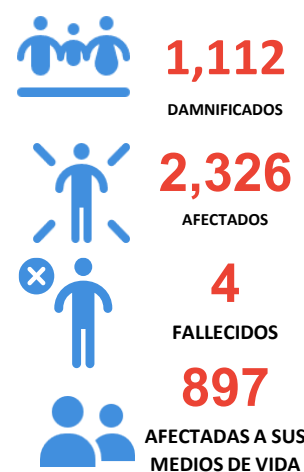 1,112
DAMNIFICADOS
2,326
AFECTADOS
4
FALLECIDOS
897
AFECTADAS A SUS
MEDIOS DE VIDA